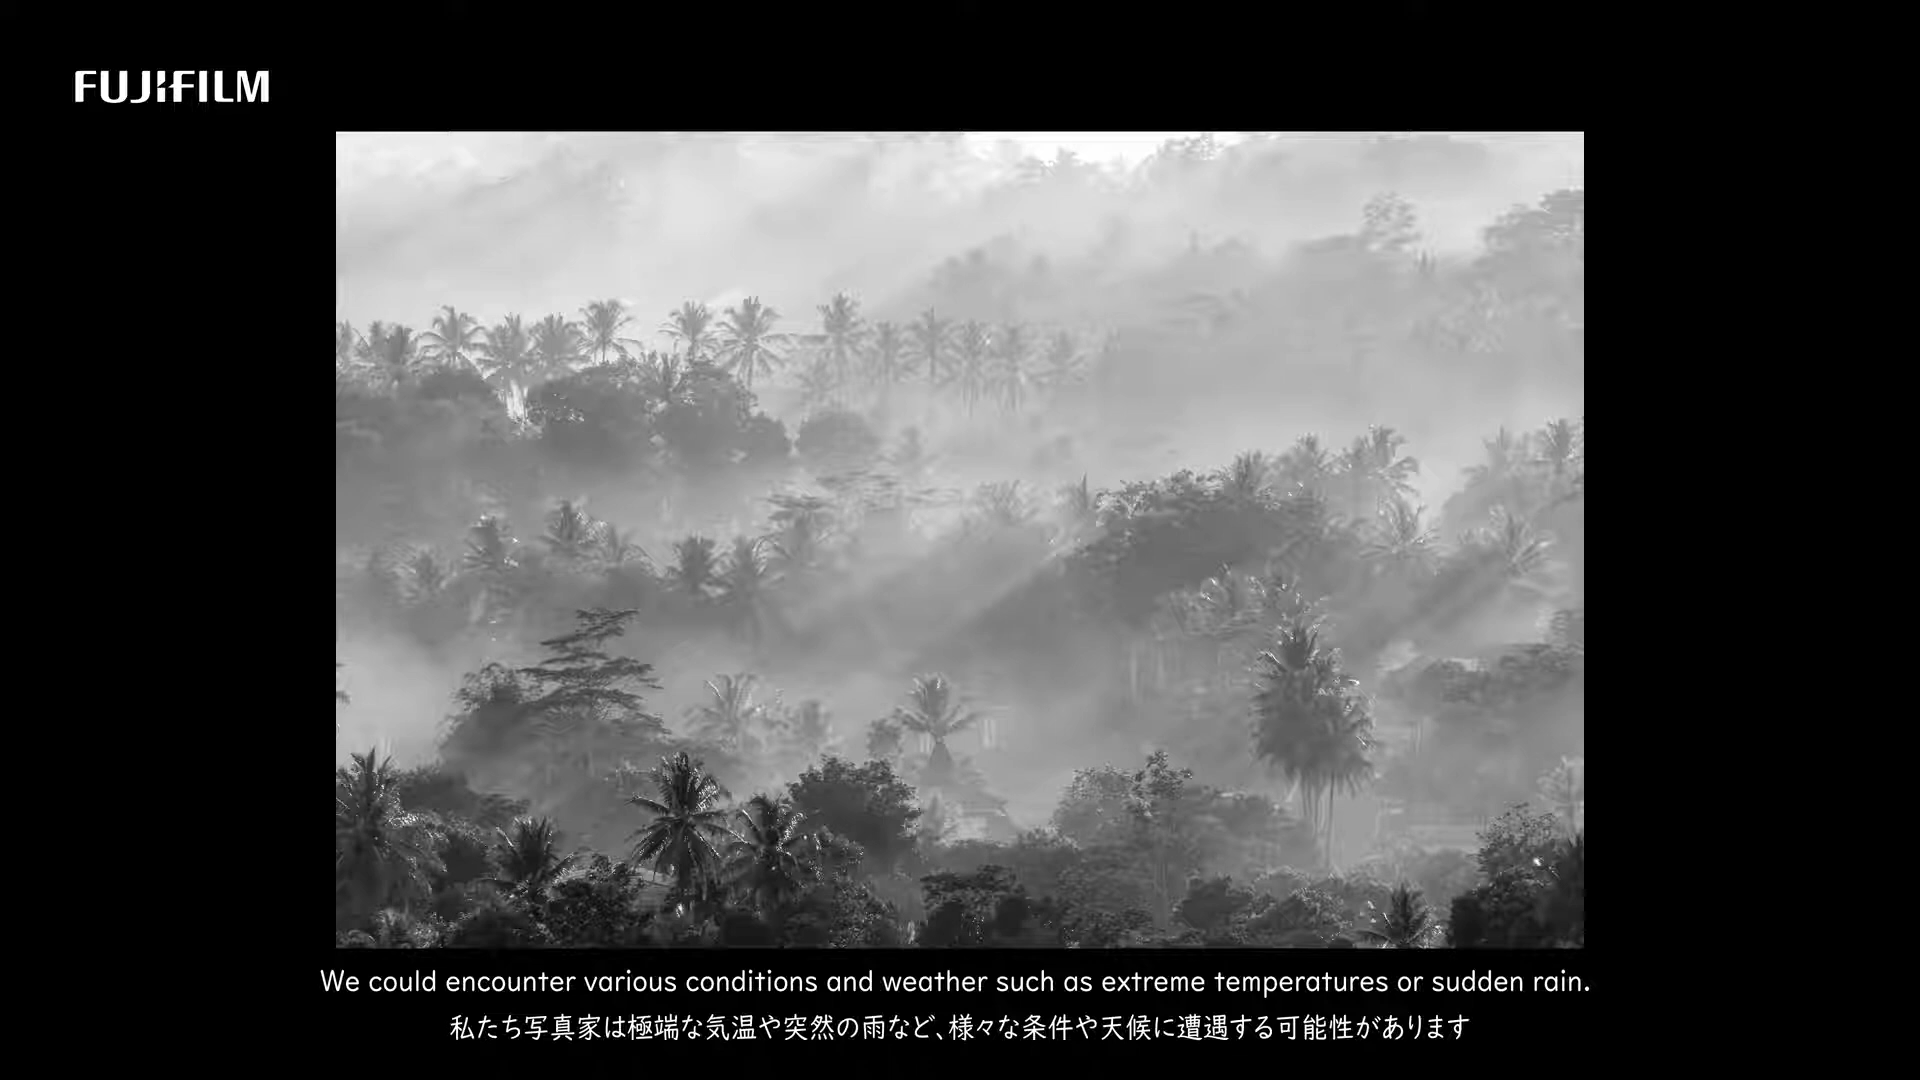 FUJIFILM
We could encounter various conditions and weather such as extreme temperatures or sudden rain.
私たち写真家は極端な気温や突然の雨など、様々な条件や天候に遭遇する可能性があります